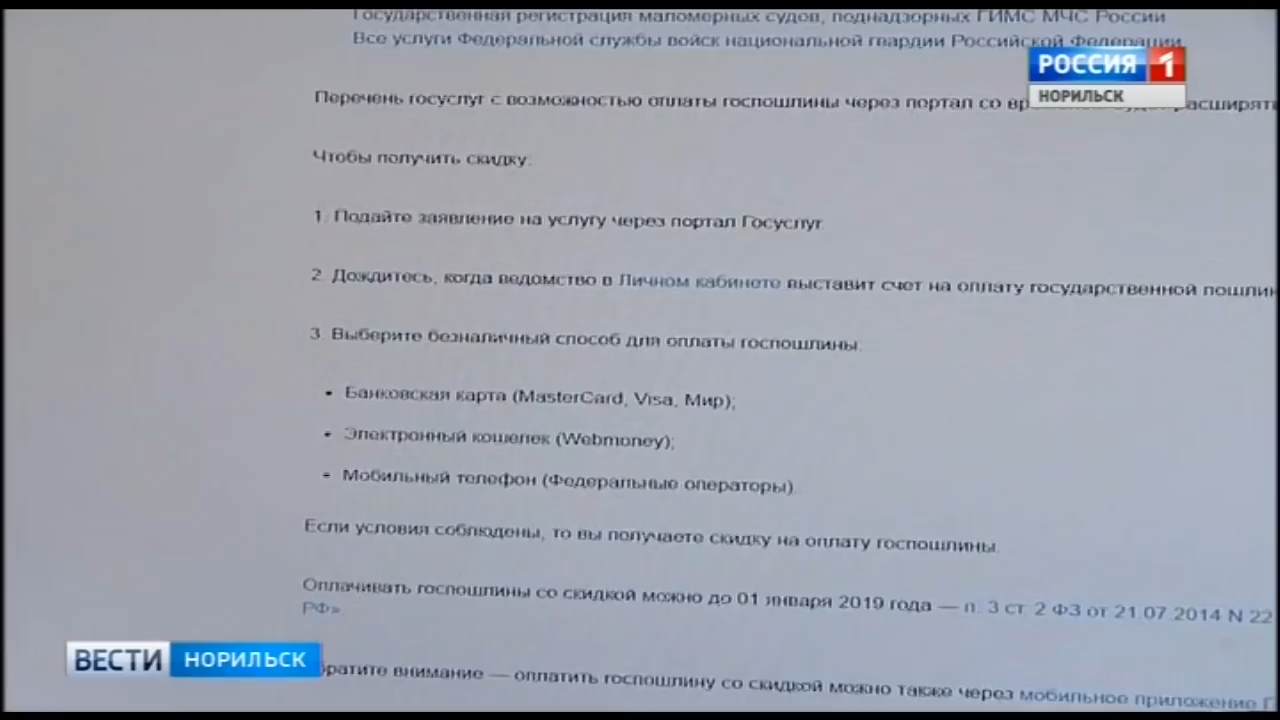 Государственная регистрация маломерных судов, поднадзорных ГИМС МЧС России
Все услуги Федеральной службы войск национальной гвардии Российской Федерации
РОССИЯ 1
НОРИЛЬСК
Перечень госуслуг с возможностью оплаты госпошлины через портал со
Чтобы получить скидку:
1. Подайте заявление на услугу через портал Госуслуг.
2. Дождитесь, когда ведомство в Личном кабинете выставит счет на оплату государственной
3. Выберите безналичный способ для оплаты госпошлины:
• Банковская карта (MasterCard, Visa, Мир);
• Электронный кошелек (Webmoney);
• Мобильный телефон (Федеральные операторы).
Если условия соблюдены, то вы получаете скидку на оплату госпошлины.
Оплачивать госпошлины со скидкой можно до 01 января 2019 года — п. 3 ст. 2 ФЗ от 21.07.2014 N 22
РФ».
ВЕСТИ НОРИЛЬСК
братите внимание — оплатить госпошлину со скидкой можно также через мобильное приложение